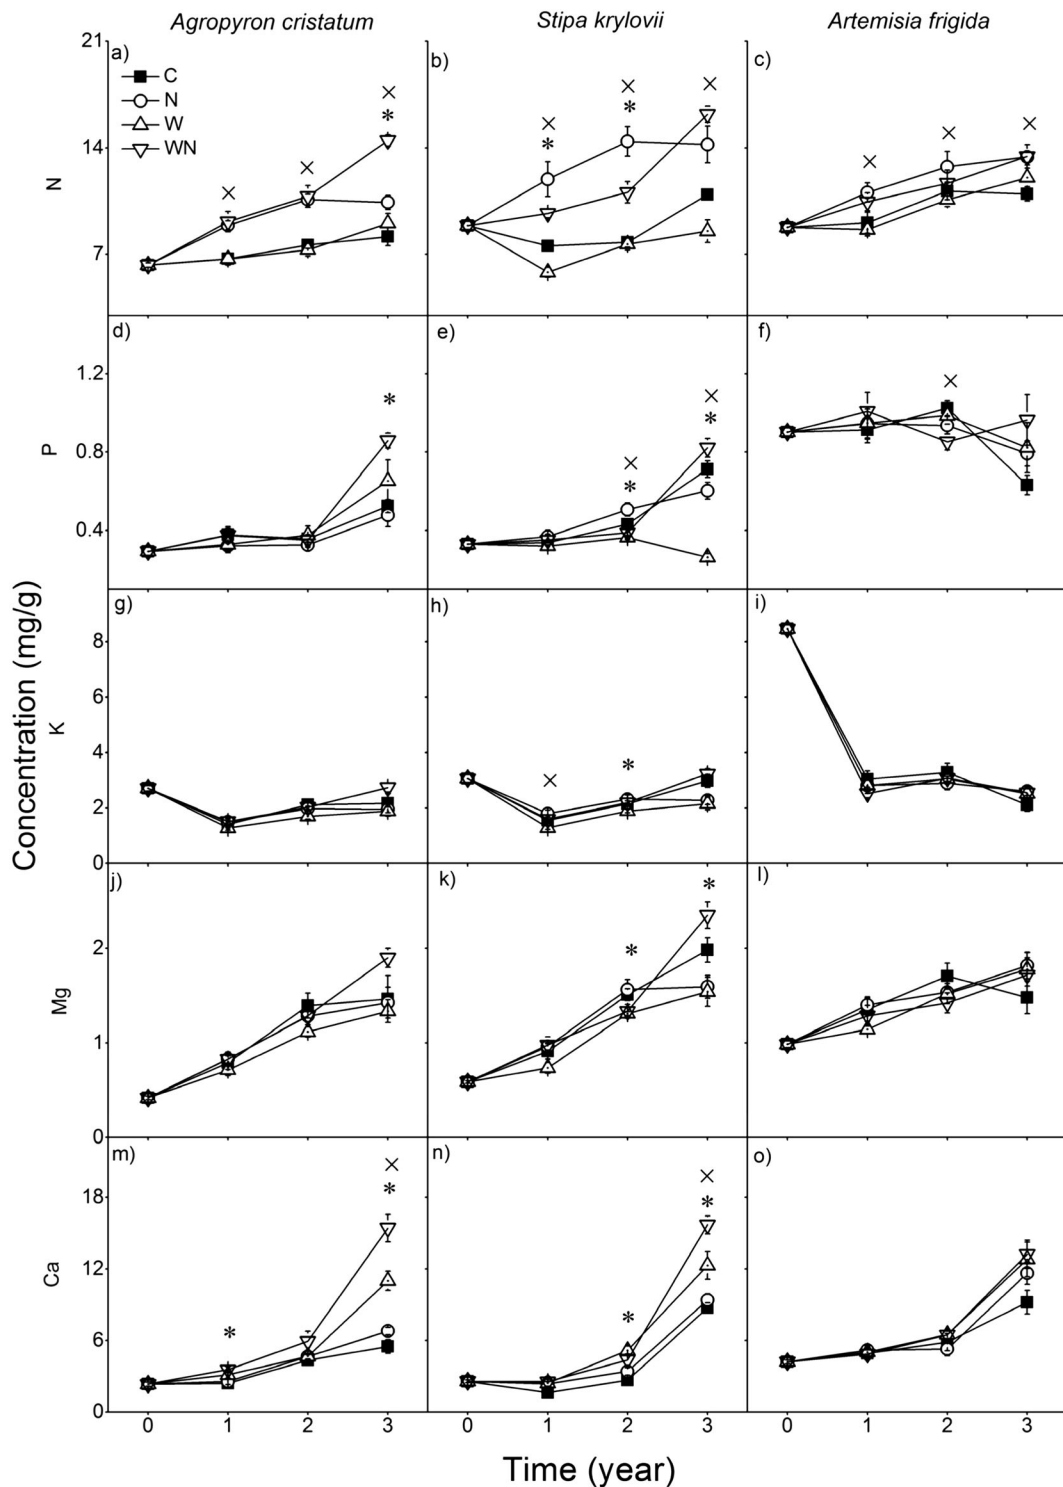 Agropyron cristatum Stipa krylovii Artemisia frigida
21 a) b) c)
C
N
W
WN
14
7
N
d) e) f)
1.2
0.8
0.4
P
g) h) i)
8
6
4
2
0
K
j) k) l)
2
1
0
Mg
m) n) o)
18
12
6
0
Ca
Concentration (mg/g)
0 1 2 3 0 1 2 3 0 1 2 3
Time (year)